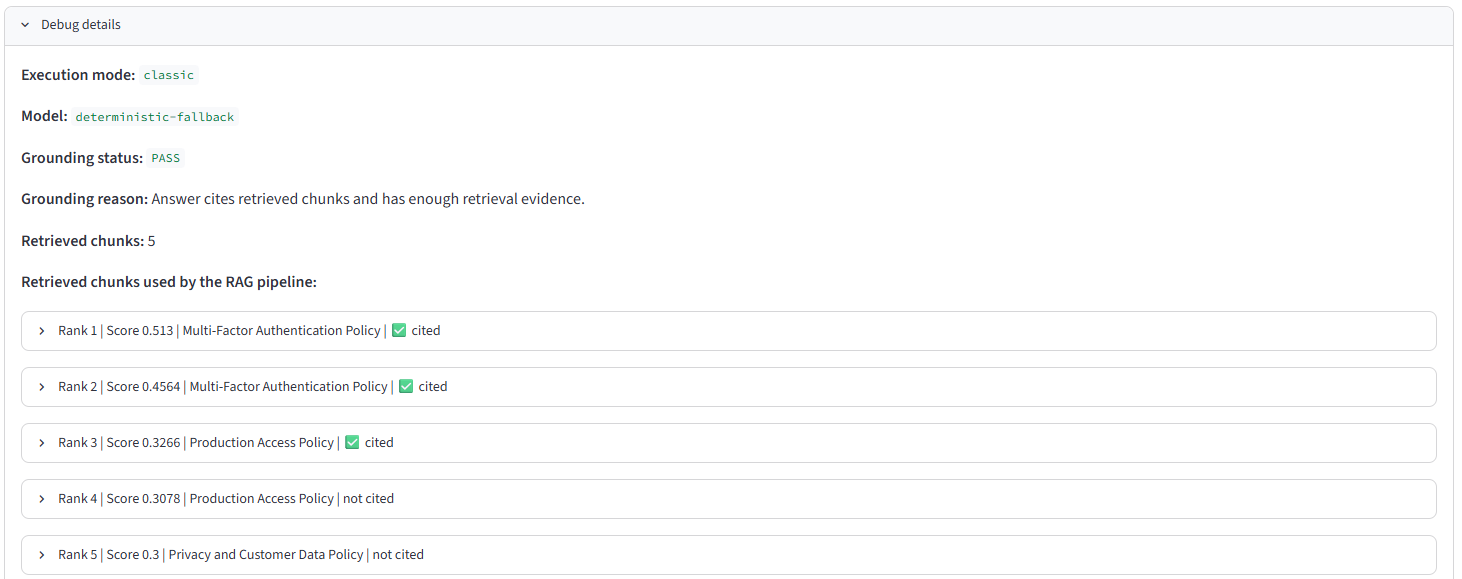 Debug details
Execution mode: classic
Model: deterministic-fallback
Grounding status: PASS
Grounding reason: Answer cites retrieved chunks and has enough retrieval evidence.
Retrieved chunks: 5
Retrieved chunks used by the RAG pipeline:
Rank 1 | Score 0.513 | Multi-Factor Authentication Policy | ✅ cited
Rank 2 | Score 0.4564 | Multi-Factor Authentication Policy | ✅ cited
Rank 3 | Score 0.3266 | Production Access Policy | ✅ cited
Rank 4 | Score 0.3078 | Production Access Policy | not cited
Rank 5 | Score 0.3 | Privacy and Customer Data Policy | not cited